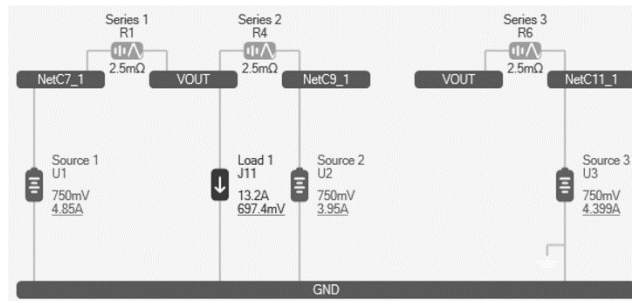 Series 1
R1
2.5mΩ
Series 2
R4
2.5mΩ
Series 3
R6
2.5mΩ
NetC7_1
VOUT
NetC9_1
VOUT
NetC11_1
Source 1
U1
750mV
4.85A
Load 1
J11
13.2A
697.4mV
Source 2
U2
750mV
3.95A
Source 3
U3
750mV
4.399A
GND